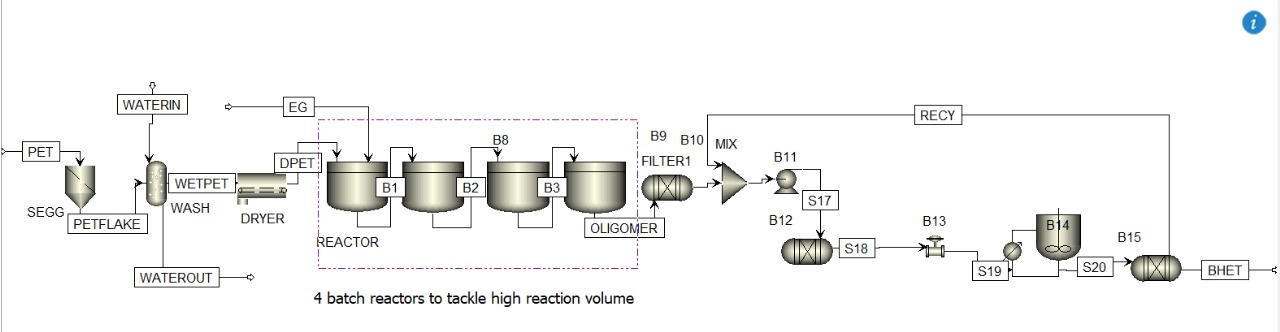 i
RECY
WATERIN
EG
B8
B9
B10
MIX
PET
DPET
FILTER1
B11
WETPET
B1
B2
B3
S17
SEGG
PETFLAKE
WASH
DRYER
B12
B13
B14
B15
REACTOR
OLIGOMER
S18
S19
S20
BHET
WATEROUT
4 batch reactors to tackle high reaction volume